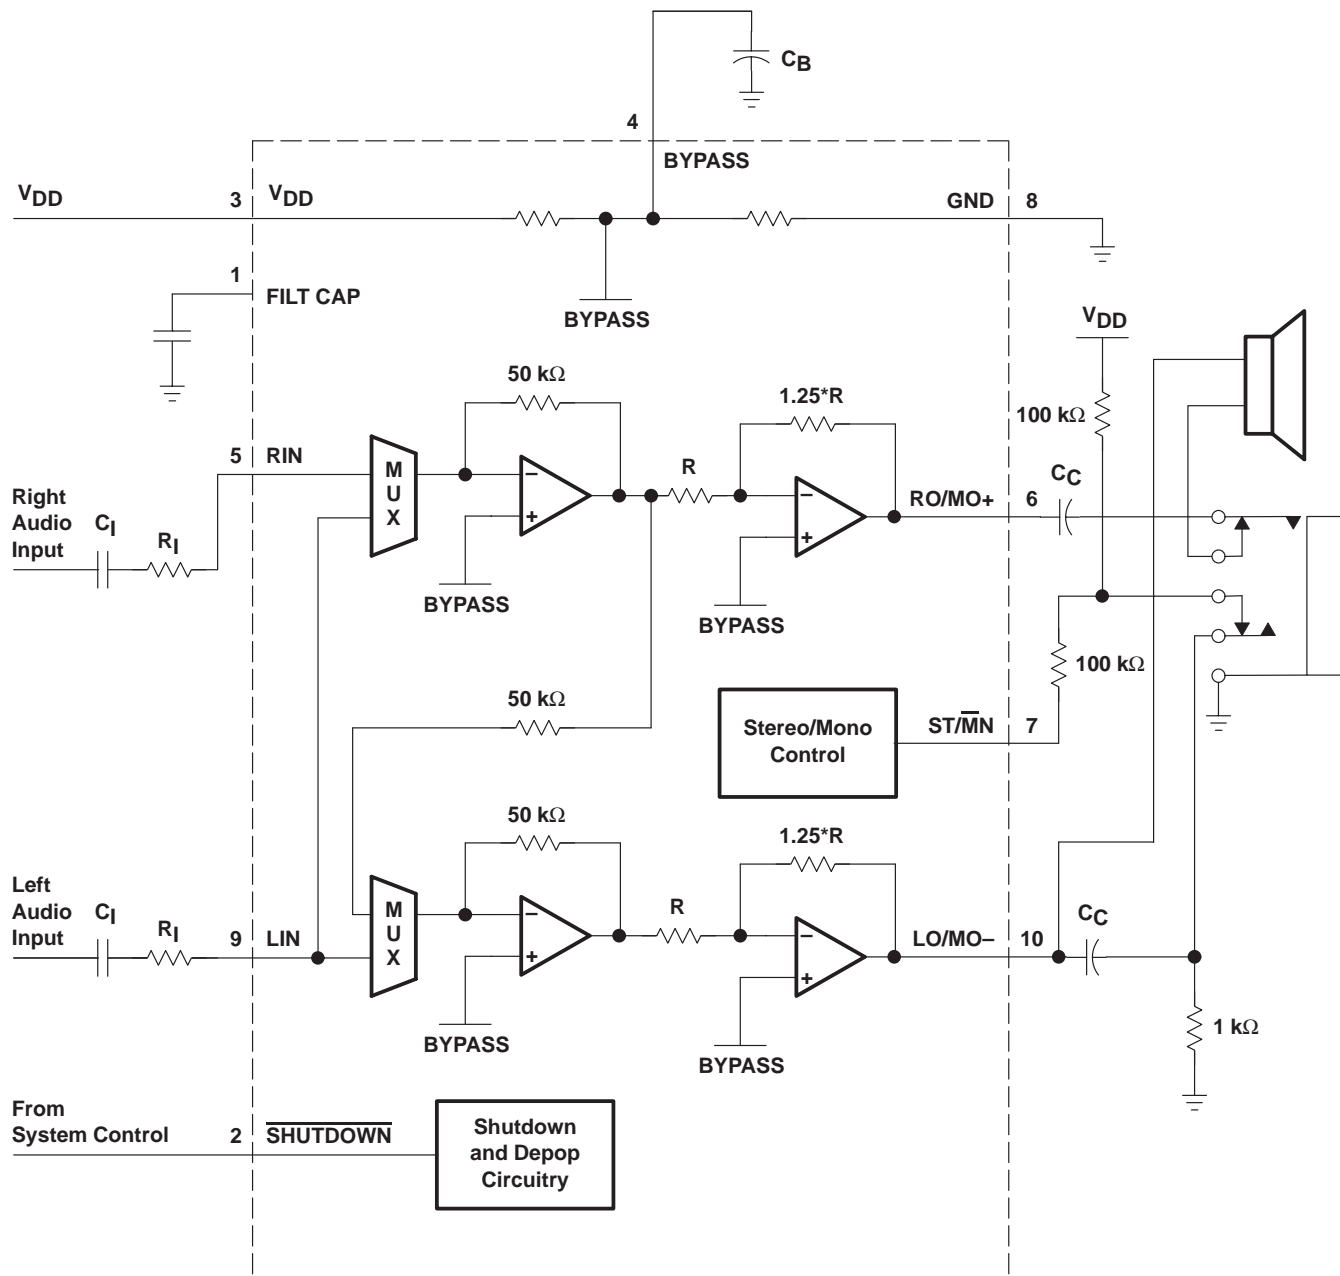 CB
4
BYPASS
VDD
3
VDD
GND
8
1
FILT CAP
BYPASS
VDD
50 kΩ
1.25*R
100 kΩ
5
RIN
MUX
R
CC
Right
Audio
Input
CI
RI
−
+
−
+
RO/MO+
6
BYPASS
BYPASS
100 kΩ
50 kΩ
Stereo/Mono
Control
ST/M̅N
7
50 kΩ
1.25*R
Left
Audio
Input
CI
RI
9
LIN
MUX
R
CC
−
+
−
+
LO/MO−
10
BYPASS
BYPASS
1 kΩ
From
System Control
2
S̅H̅U̅T̅D̅O̅W̅N̅
Shutdown
and Depop
Circuitry